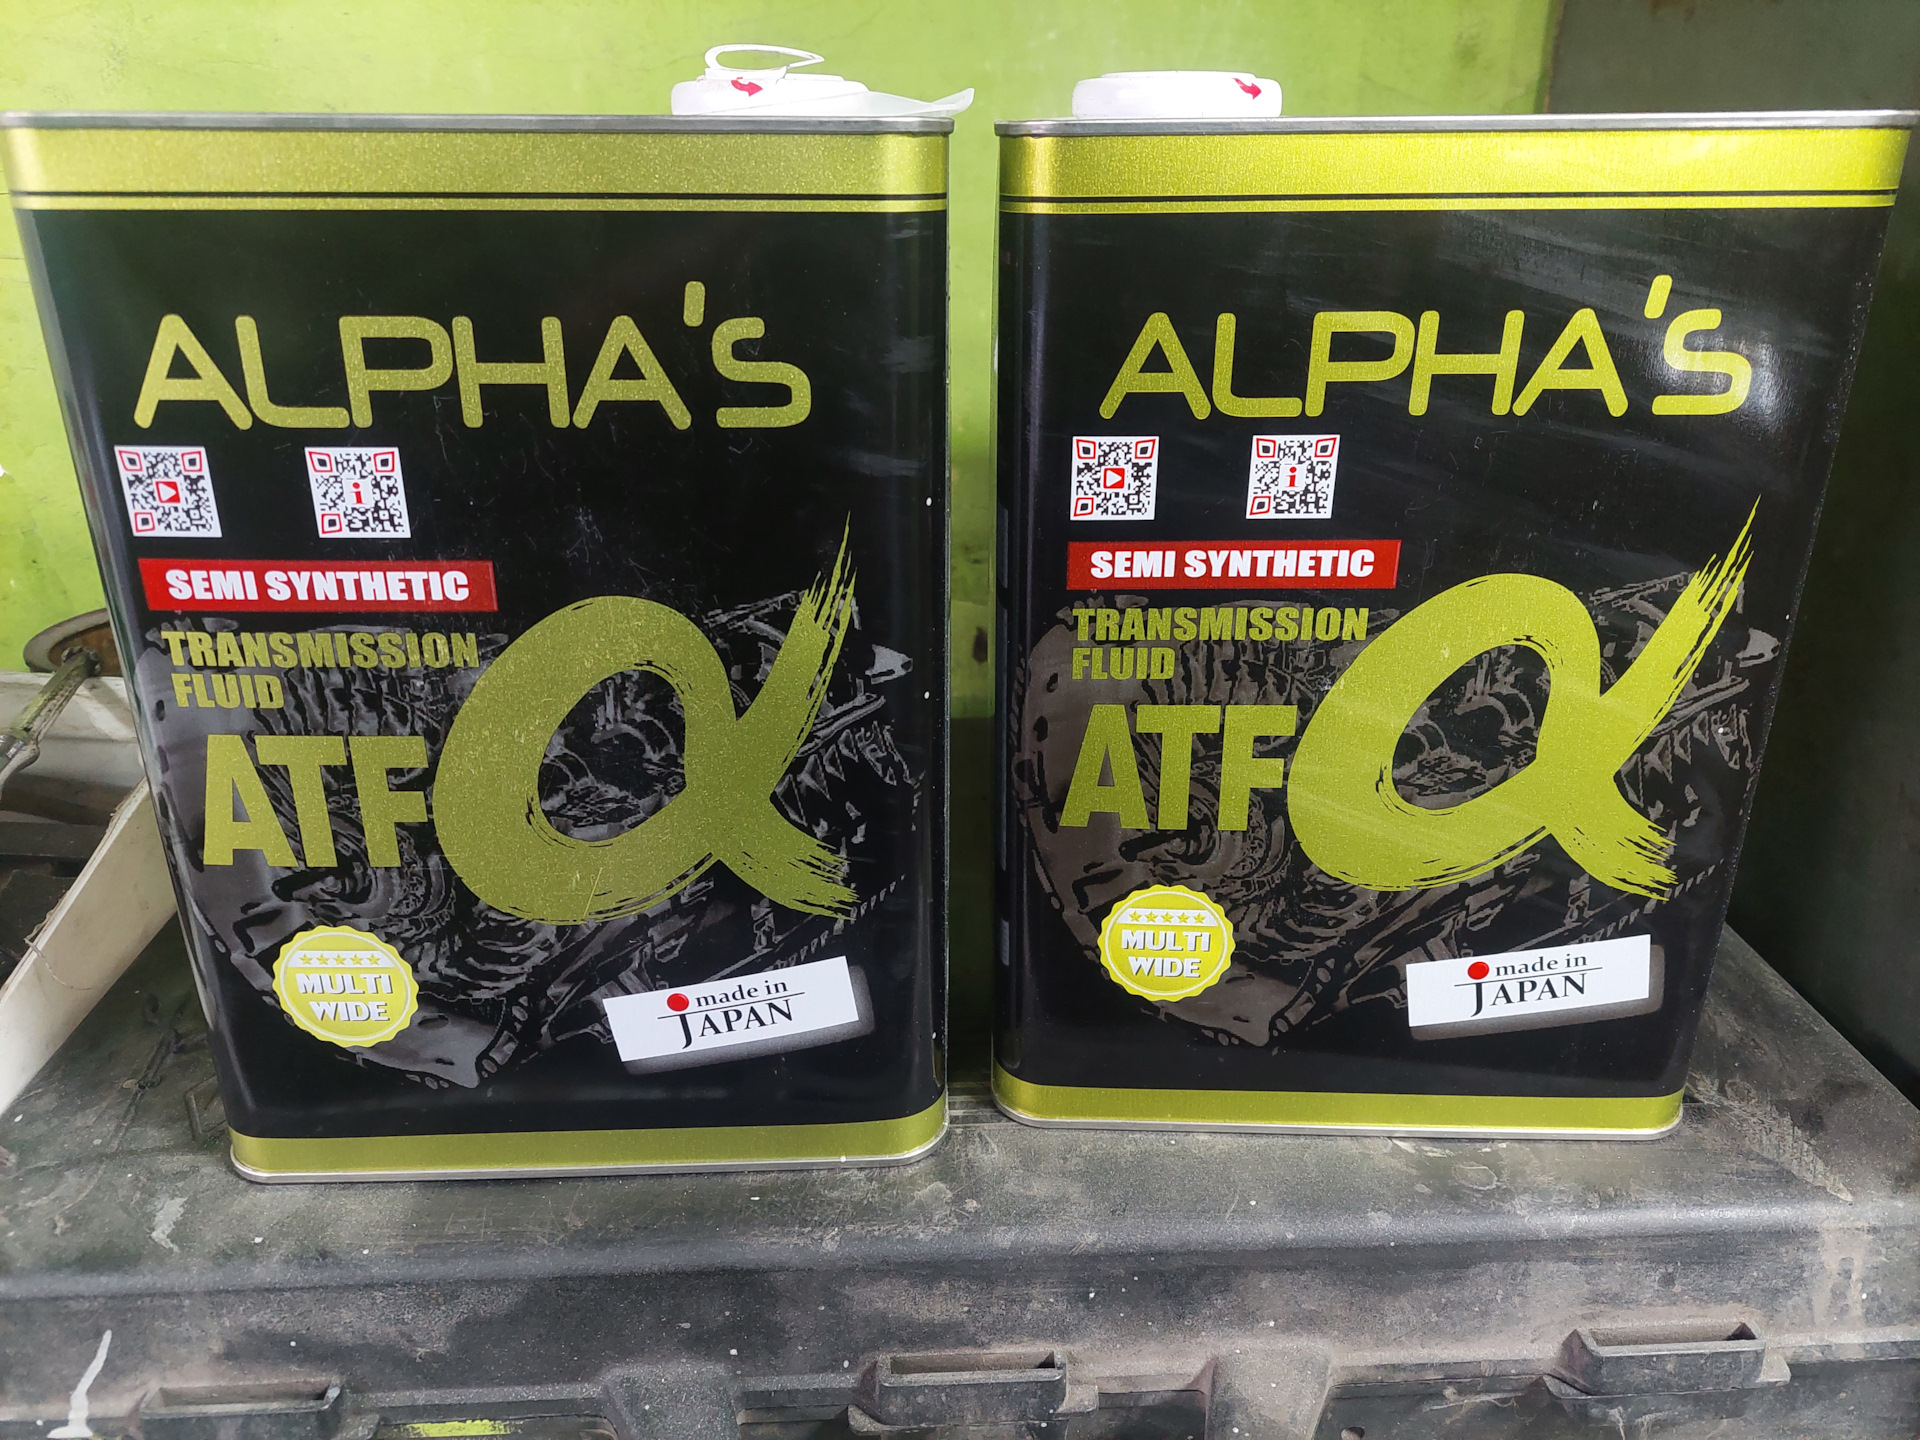 ALPHA'S
SEMI SYNTHETIC
TRANSMISSION
FLUID
ATF α
MULTI
WIDE
made in
JAPAN
ALPHA'S
SEMI SYNTHETIC
TRANSMISSION
FLUID
ATF α
MULTI
WIDE
made in
JAPAN